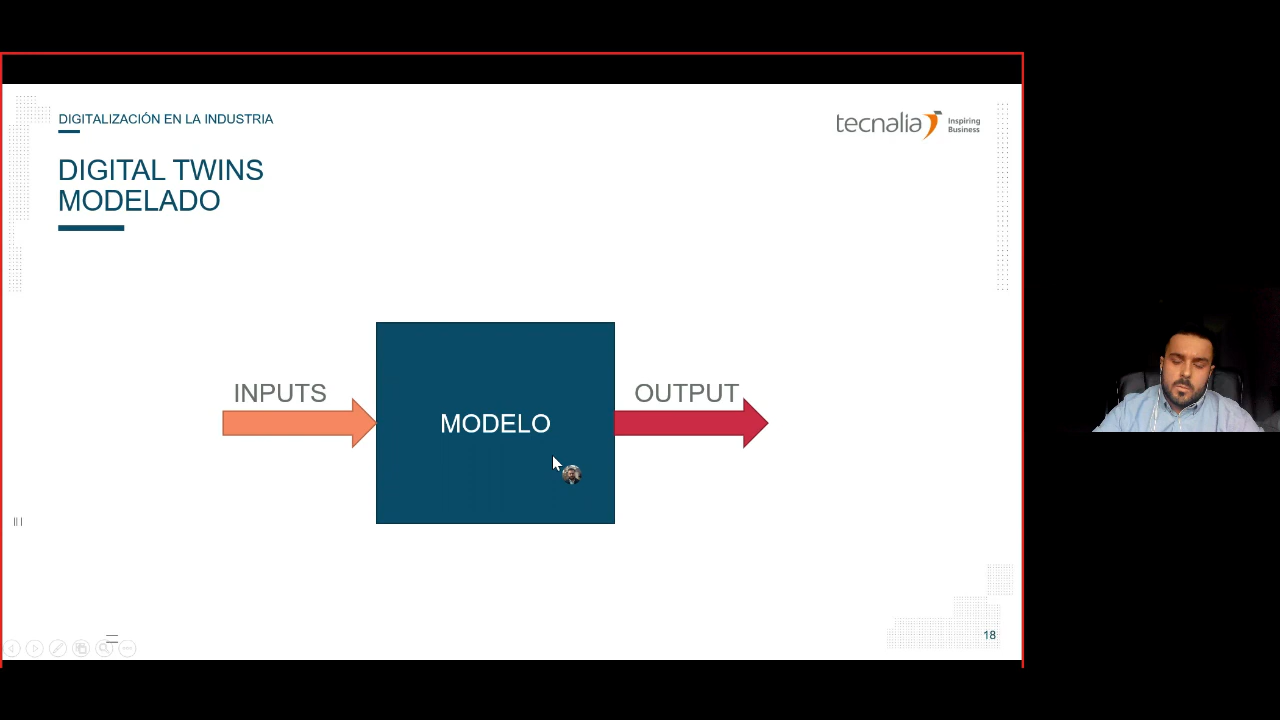 DIGITALIZACIÓN EN LA INDUSTRIA
tecnalia Inspiring
Business
DIGITAL TWINS
MODELADO
INPUTS
MODELO
OUTPUT
18